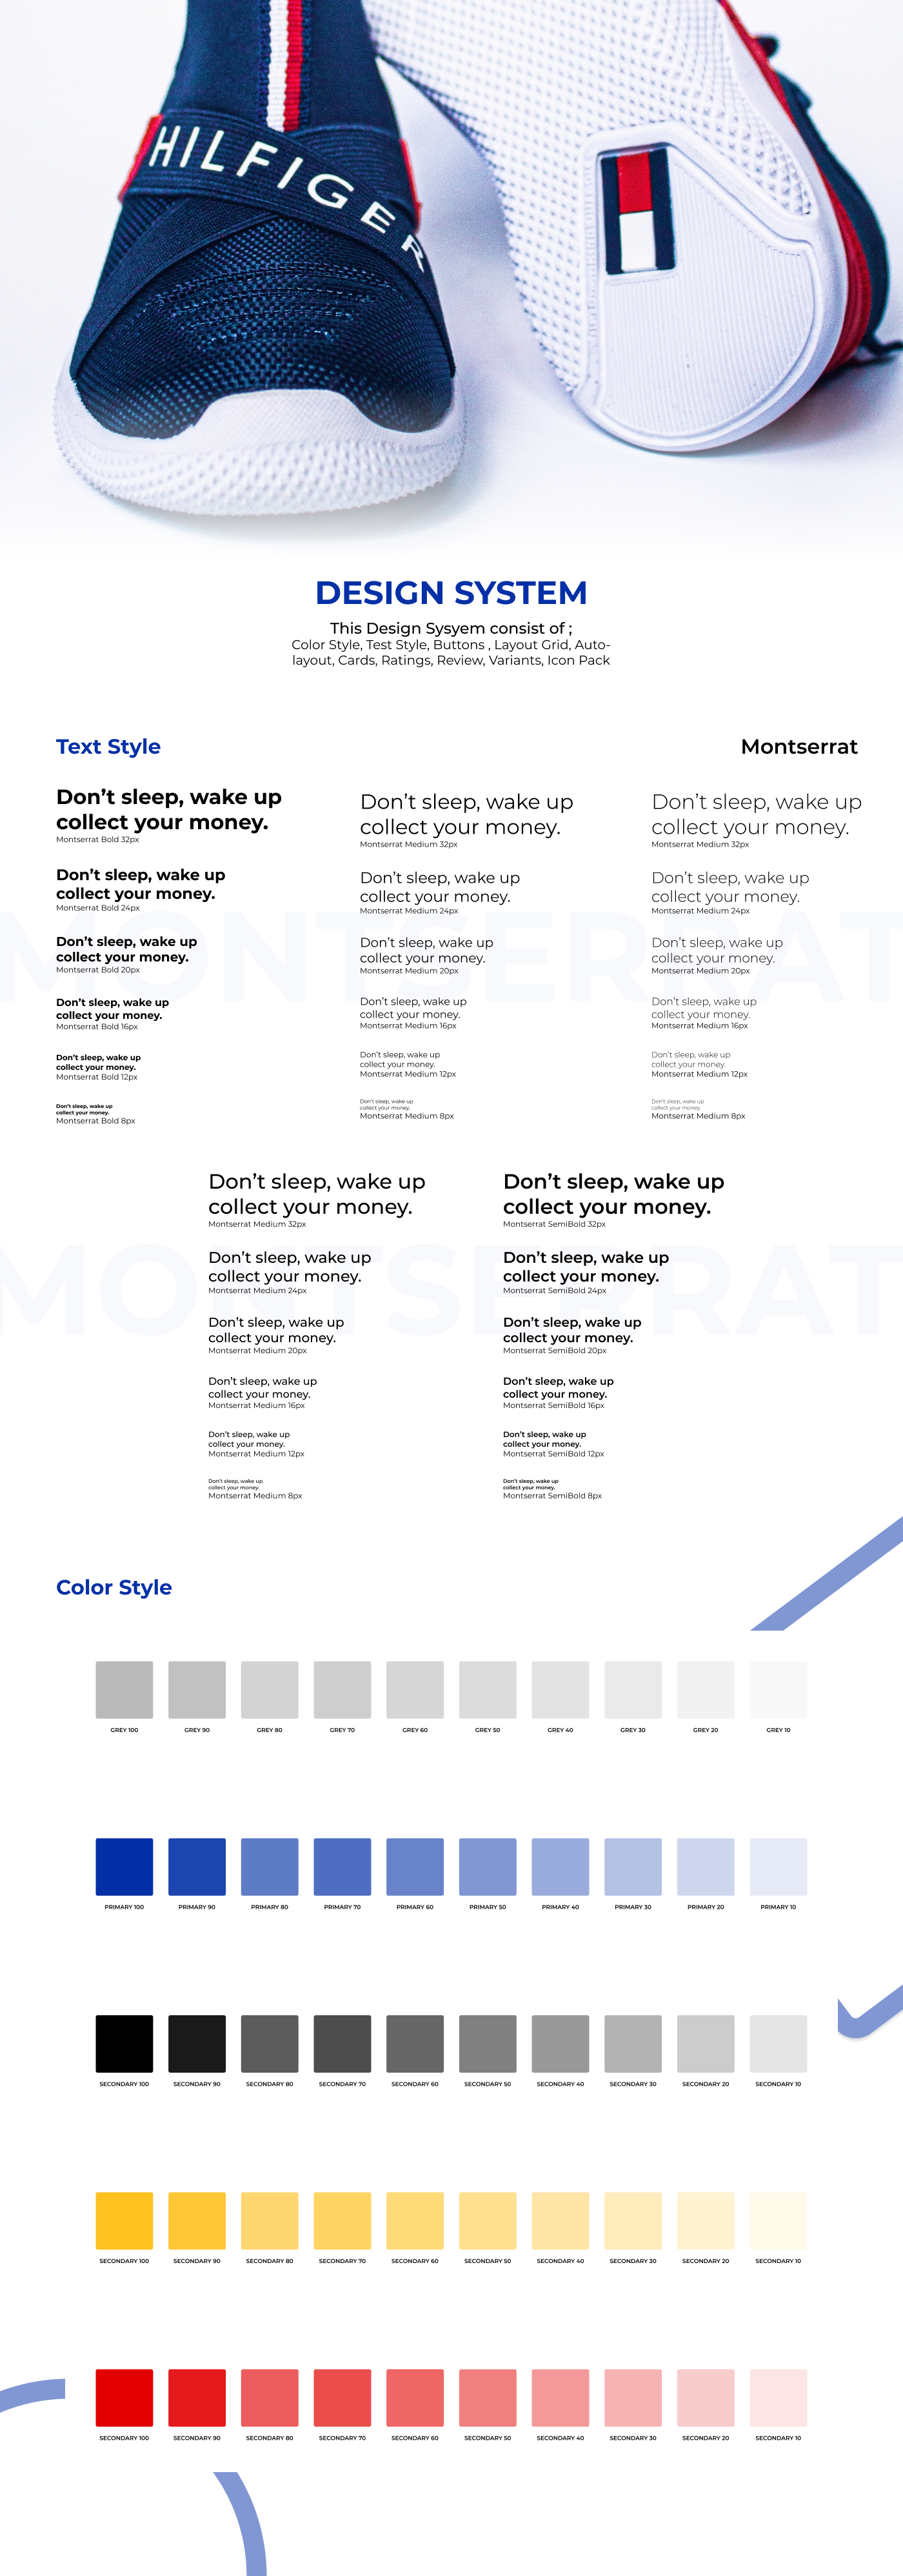 HILFIGER
DESIGN SYSTEM
This Design Sysyem consist of ;
Color Style, Test Style, Buttons , Layout Grid, Auto-
layout, Cards, Ratings, Review, Variants, Icon Pack
Text Style
Montserrat
MONTSERRAT
Don’t sleep, wake up
collect your money.
Montserrat Bold 32px
Don’t sleep, wake up
collect your money.
Montserrat Bold 24px
Don’t sleep, wake up
collect your money.
Montserrat Bold 20px
Don’t sleep, wake up
collect your money.
Montserrat Bold 16px
Don’t sleep, wake up
collect your money.
Montserrat Bold 12px
Don’t sleep, wake up
collect your money.
Montserrat Bold 8px
Don’t sleep, wake up
collect your money.
Montserrat Medium 32px
Don’t sleep, wake up
collect your money.
Montserrat Medium 24px
Don’t sleep, wake up
collect your money.
Montserrat Medium 20px
Don’t sleep, wake up
collect your money.
Montserrat Medium 16px
Don’t sleep, wake up
collect your money.
Montserrat Medium 12px
Don’t sleep, wake up
collect your money.
Montserrat Medium 8px
Don’t sleep, wake up
collect your money.
Montserrat Medium 32px
Don’t sleep, wake up
collect your money.
Montserrat Medium 24px
Don’t sleep, wake up
collect your money.
Montserrat Medium 20px
Don’t sleep, wake up
collect your money.
Montserrat Medium 16px
Don’t sleep, wake up
collect your money.
Montserrat Medium 12px
Don’t sleep, wake up
collect your money.
Montserrat Medium 8px
MONTSERRAT
Don’t sleep, wake up
collect your money.
Montserrat Medium 32px
Don’t sleep, wake up
collect your money.
Montserrat Medium 24px
Don’t sleep, wake up
collect your money.
Montserrat Medium 20px
Don’t sleep, wake up
collect your money.
Montserrat Medium 16px
Don’t sleep, wake up
collect your money.
Montserrat Medium 12px
Don’t sleep, wake up
collect your money.
Montserrat Medium 8px
Don’t sleep, wake up
collect your money.
Montserrat SemiBold 32px
Don’t sleep, wake up
collect your money.
Montserrat SemiBold 24px
Don’t sleep, wake up
collect your money.
Montserrat SemiBold 20px
Don’t sleep, wake up
collect your money.
Montserrat SemiBold 16px
Don’t sleep, wake up
collect your money.
Montserrat SemiBold 12px
Don’t sleep, wake up
collect your money.
Montserrat SemiBold 8px
Color Style
GREY 100 GREY 90 GREY 80 GREY 70 GREY 60 GREY 50 GREY 40 GREY 30 GREY 20 GREY 10
PRIMARY 100 PRIMARY 90 PRIMARY 80 PRIMARY 70 PRIMARY 60 PRIMARY 50 PRIMARY 40 PRIMARY 30 PRIMARY 20 PRIMARY 10
SECONDARY 100 SECONDARY 90 SECONDARY 80 SECONDARY 70 SECONDARY 60 SECONDARY 50 SECONDARY 40 SECONDARY 30 SECONDARY 20 SECONDARY 10
SECONDARY 100 SECONDARY 90 SECONDARY 80 SECONDARY 70 SECONDARY 60 SECONDARY 50 SECONDARY 40 SECONDARY 30 SECONDARY 20 SECONDARY 10
SECONDARY 100 SECONDARY 90 SECONDARY 80 SECONDARY 70 SECONDARY 60 SECONDARY 50 SECONDARY 40 SECONDARY 30 SECONDARY 20 SECONDARY 10